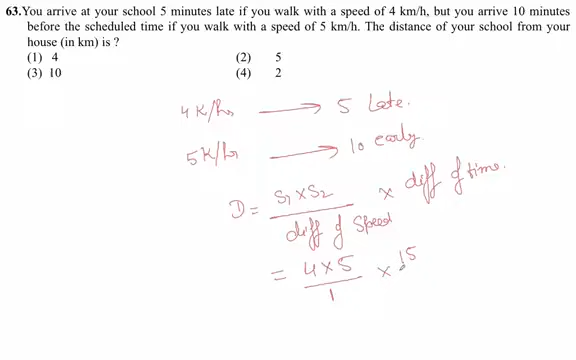 63.You arrive at your school 5 minutes late if you walk with a speed of 4 km/h, but you arrive 10 minutes
before the scheduled time if you walk with a speed of 5 km/h. The distance of your school from your
house (in km) is ?
(1) 4 (2) 5
(3) 10 (4) 2
4 K/hr → 5 Late.
5 K/hr → 10 early.
D = S1 × S2 / diff of Speed × diff of time.
= 4 × 5 / 1 × 15